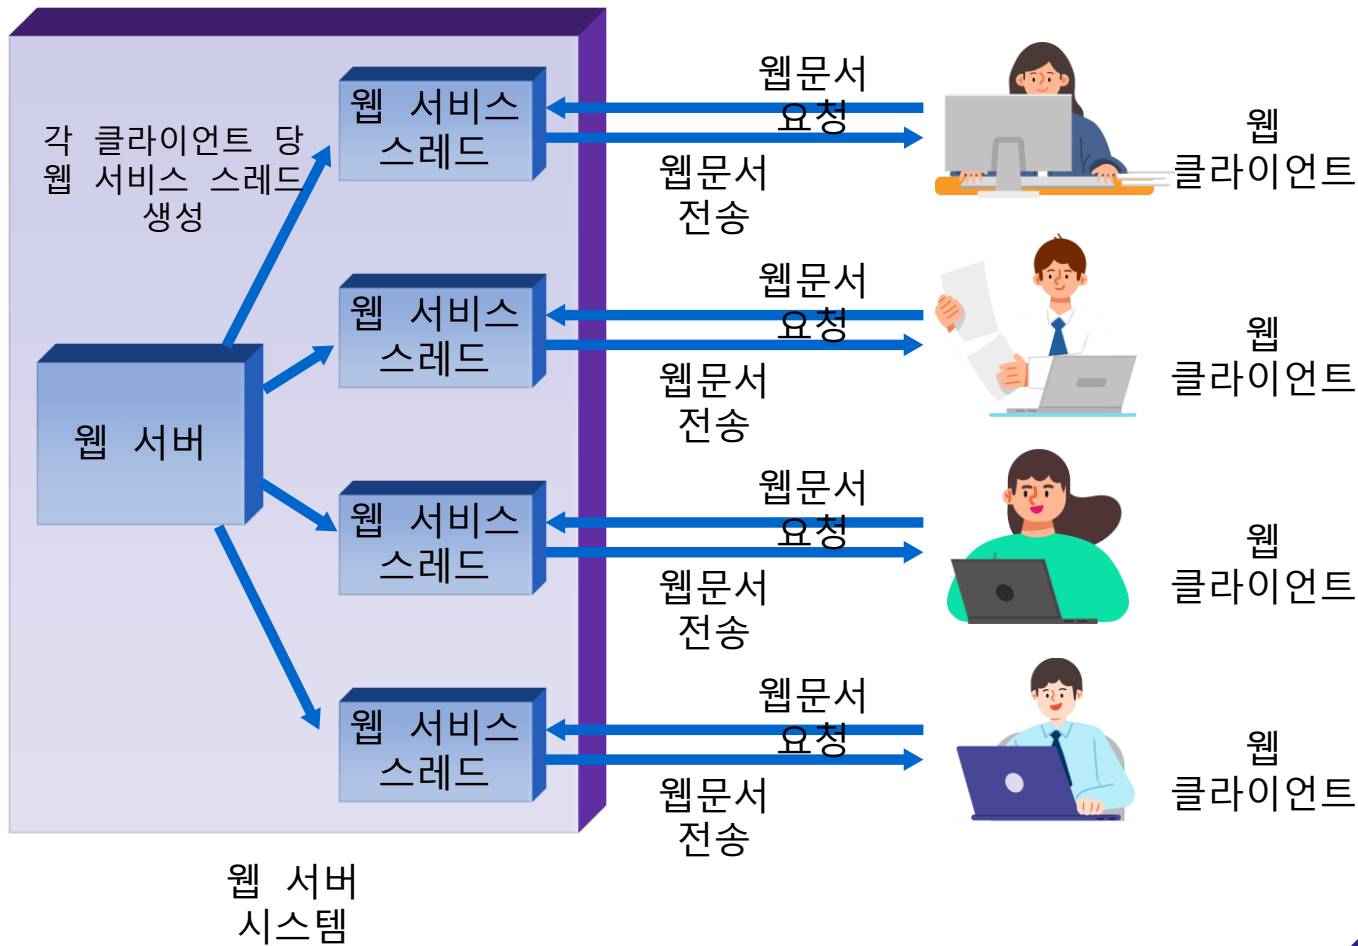 각 클라이언트 당
웹 서비스 스레드
생성
웹 서버
웹 서비스
스레드
웹문서
요청
웹문서
전송
웹
클라이언트
웹 서비스
스레드
웹문서
요청
웹문서
전송
웹
클라이언트
웹 서비스
스레드
웹문서
요청
웹문서
전송
웹
클라이언트
웹 서비스
스레드
웹문서
요청
웹문서
전송
웹
클라이언트
웹 서버
시스템